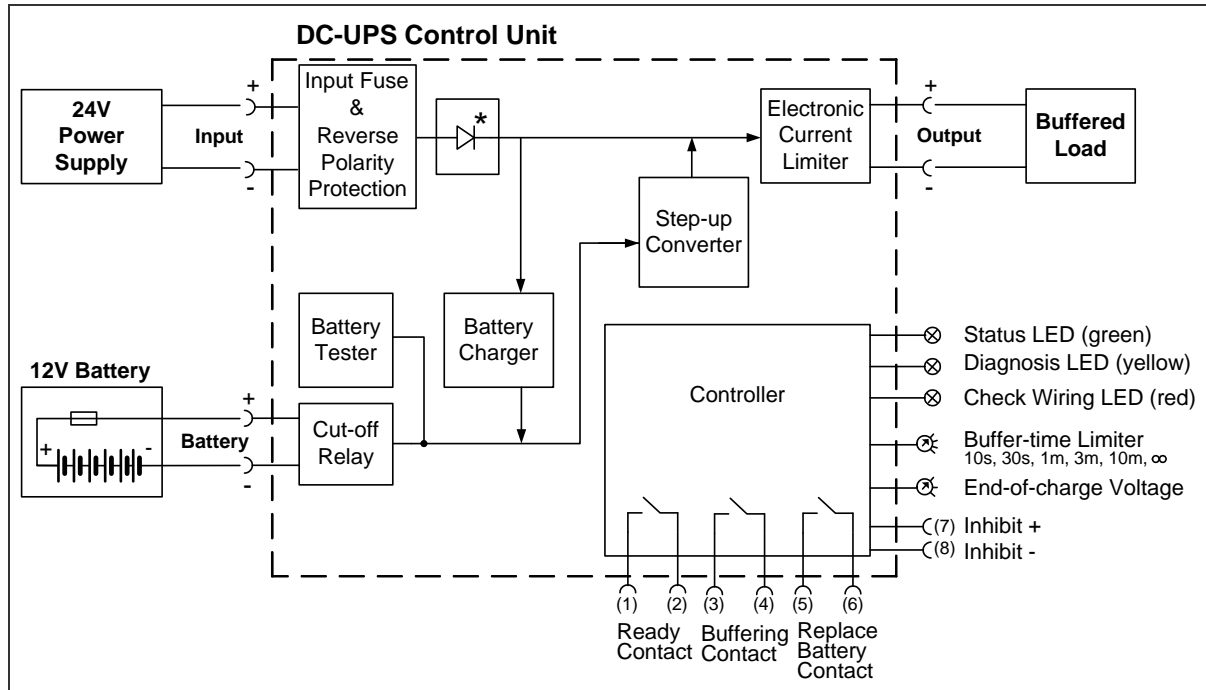 DC-UPS Control Unit
24V
Power
Supply
+
Input
-
Input Fuse
&
Reverse
Polarity
Protection
*
Electronic
Current
Limiter
+
Output
-
Buffered
Load
Step-up
Converter
Battery
Tester
Battery
Charger
12V Battery
+
-
+
Battery
-
Cut-off
Relay
Controller
Status LED (green)
Diagnosis LED (yellow)
Check Wiring LED (red)
Buffer-time Limiter
10s, 30s, 1m, 3m, 10m, ∞
End-of-charge Voltage
(7) Inhibit +
(8) Inhibit -
(1) (2) (3) (4) (5) (6)
Ready
Contact
Buffering
Contact
Replace
Battery
Contact